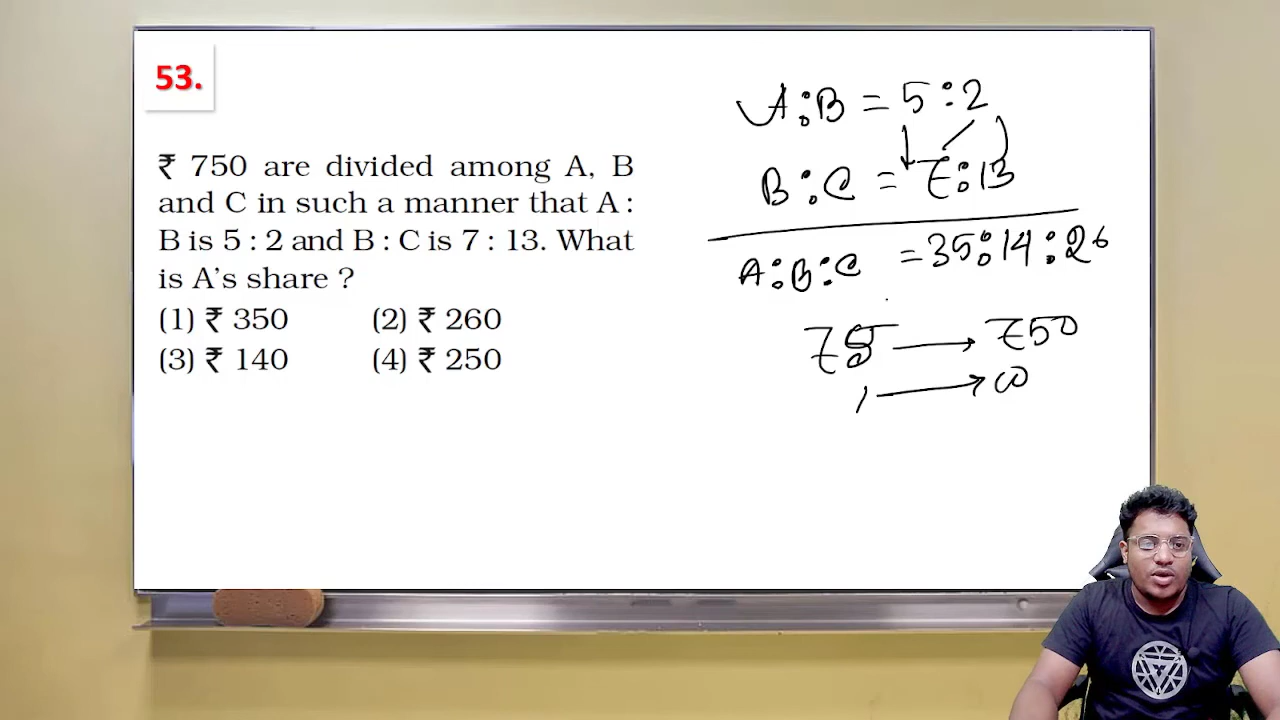 53.
₹ 750 are divided among A, B
and C in such a manner that A :
B is 5 : 2 and B : C is 7 : 13. What
is A's share ?
(1) ₹ 350 (2) ₹ 260
(3) ₹ 140 (4) ₹ 250
A:B = 5:2
B:C = 7:13
A:B:C = 35:14:26
75 → 750
1 → 10